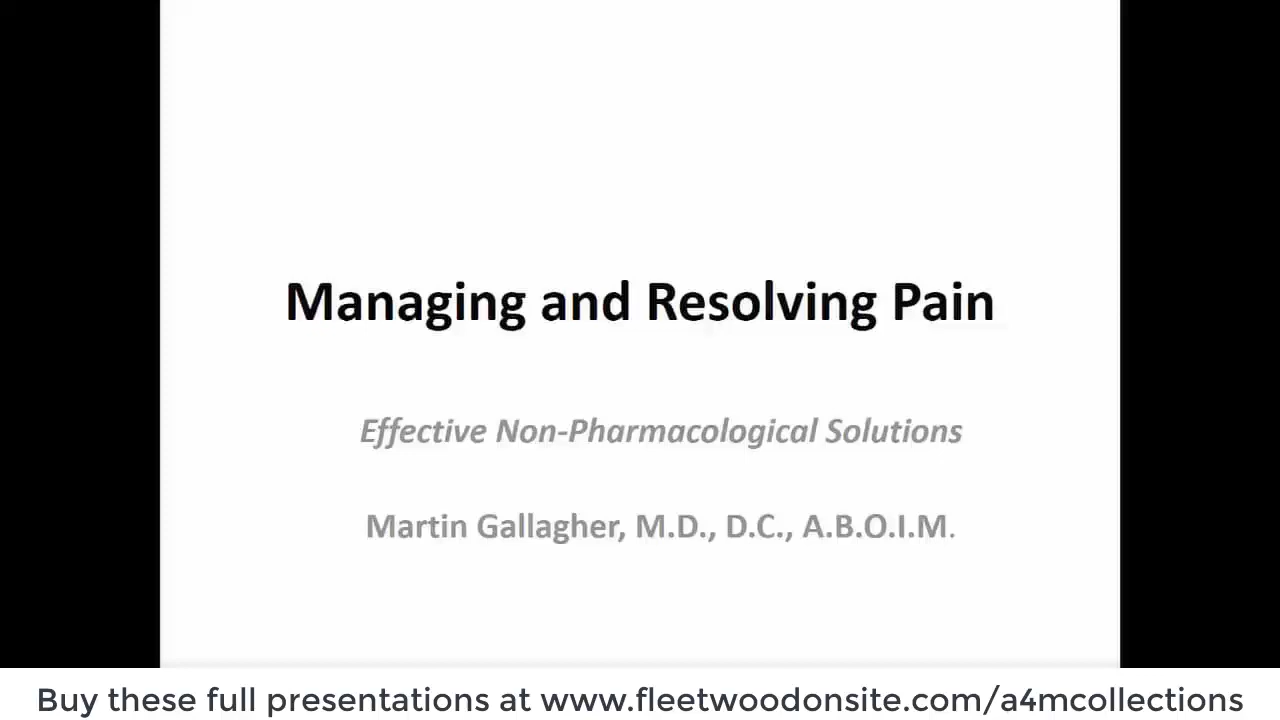 Managing and Resolving Pain
Effective Non-Pharmacological Solutions
Martin Gallagher, M.D., D.C., A.B.O.I.M.
Buy these full presentations at www.fleetwoodonsite.com/a4mcollections